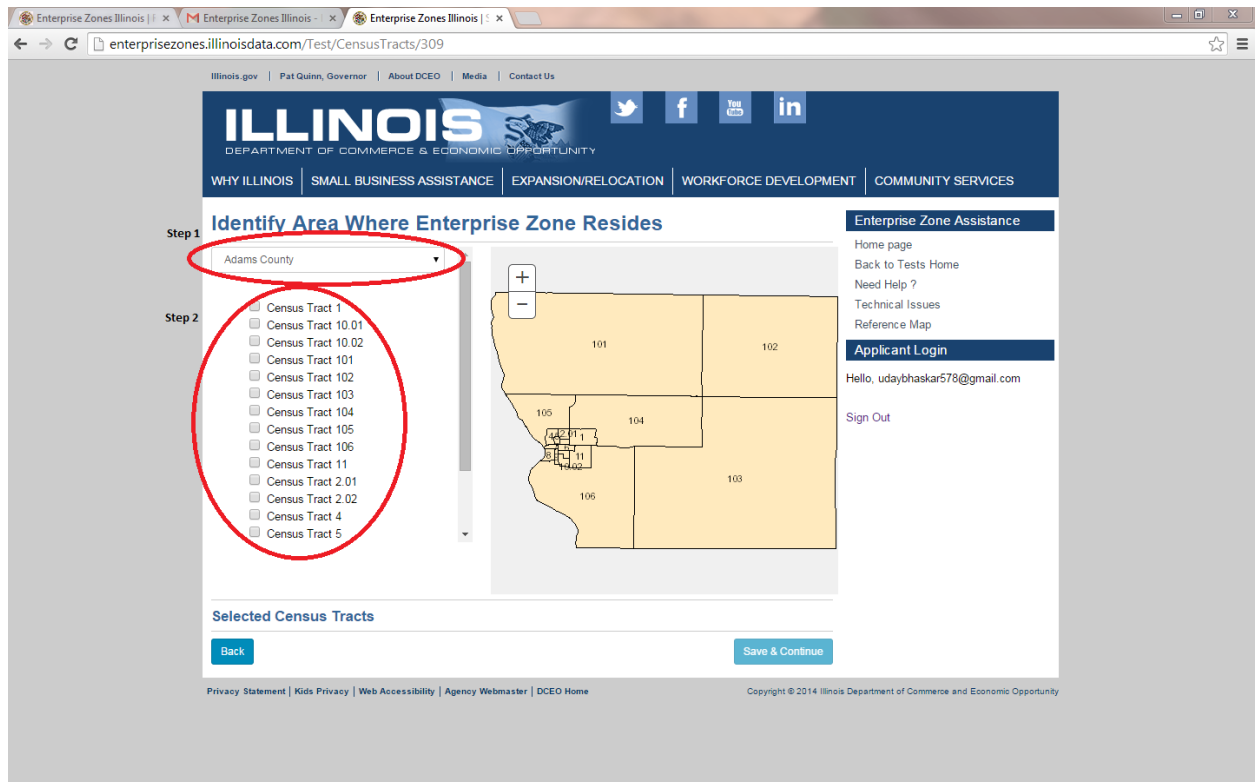 Enterprise Zones Illinois |
Enterprise Zones Illinois -
Enterprise Zones Illinois | S
enterprisezones.illinoisdata.com/Test/CensusTracts/309
Illinois.gov | Pat Quinn, Governor | About DCEO | Media | Contact Us
ILLINOIS
DEPARTMENT OF COMMERCE & ECONOMIC OPPORTUNITY
You Tube
WHY ILLINOIS | SMALL BUSINESS ASSISTANCE | EXPANSION/RELOCATION | WORKFORCE DEVELOPMENT | COMMUNITY SERVICES
Identify Area Where Enterprise Zone Resides
Step 1
Adams County
Step 2
Census Tract 1
Census Tract 10.01
Census Tract 10.02
Census Tract 101
Census Tract 102
Census Tract 103
Census Tract 104
Census Tract 105
Census Tract 106
Census Tract 11
Census Tract 2.01
Census Tract 2.02
Census Tract 4
Census Tract 5
+
−
101
102
105
104
2.01
1
8
11
10.02
103
106
Enterprise Zone Assistance
Home page
Back to Tests Home
Need Help ?
Technical Issues
Reference Map
Applicant Login
Hello, udaybhaskar578@gmail.com
Sign Out
Selected Census Tracts
Back
Save & Continue
Privacy Statement | Kids Privacy | Web Accessibility | Agency Webmaster | DCEO Home
Copyright © 2014 Illinois Department of Commerce and Economic Opportunity